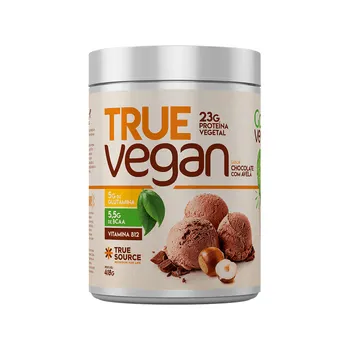 TRUE
vegan
23G
PROTEÍNA
VEGETAL
SABOR
CHOCOLATE
COM AVELÃ
5G DE
GLUTAMINA
5,5G
DE BCAA
VITAMINA B12
TRUE
SOURCE
418G